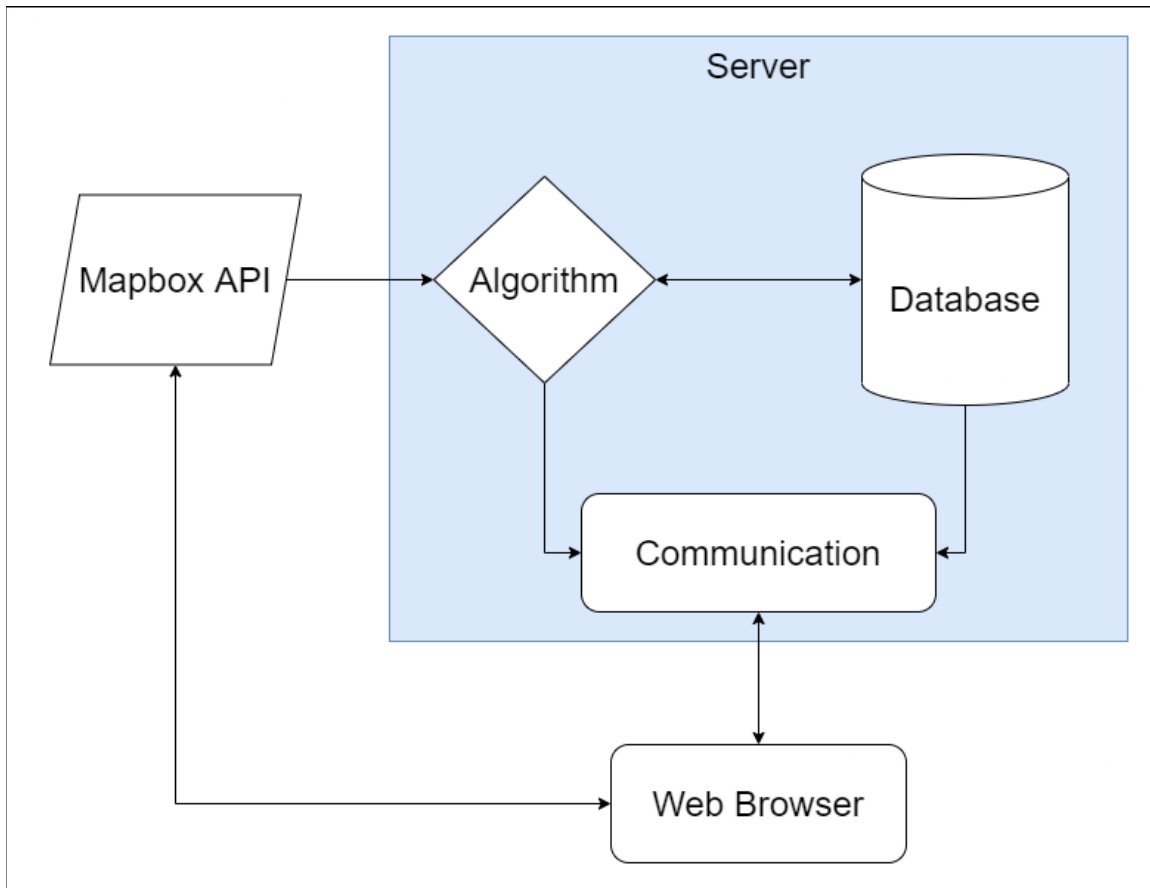 Server
Mapbox API
Algorithm
Database
Communication
Web Browser